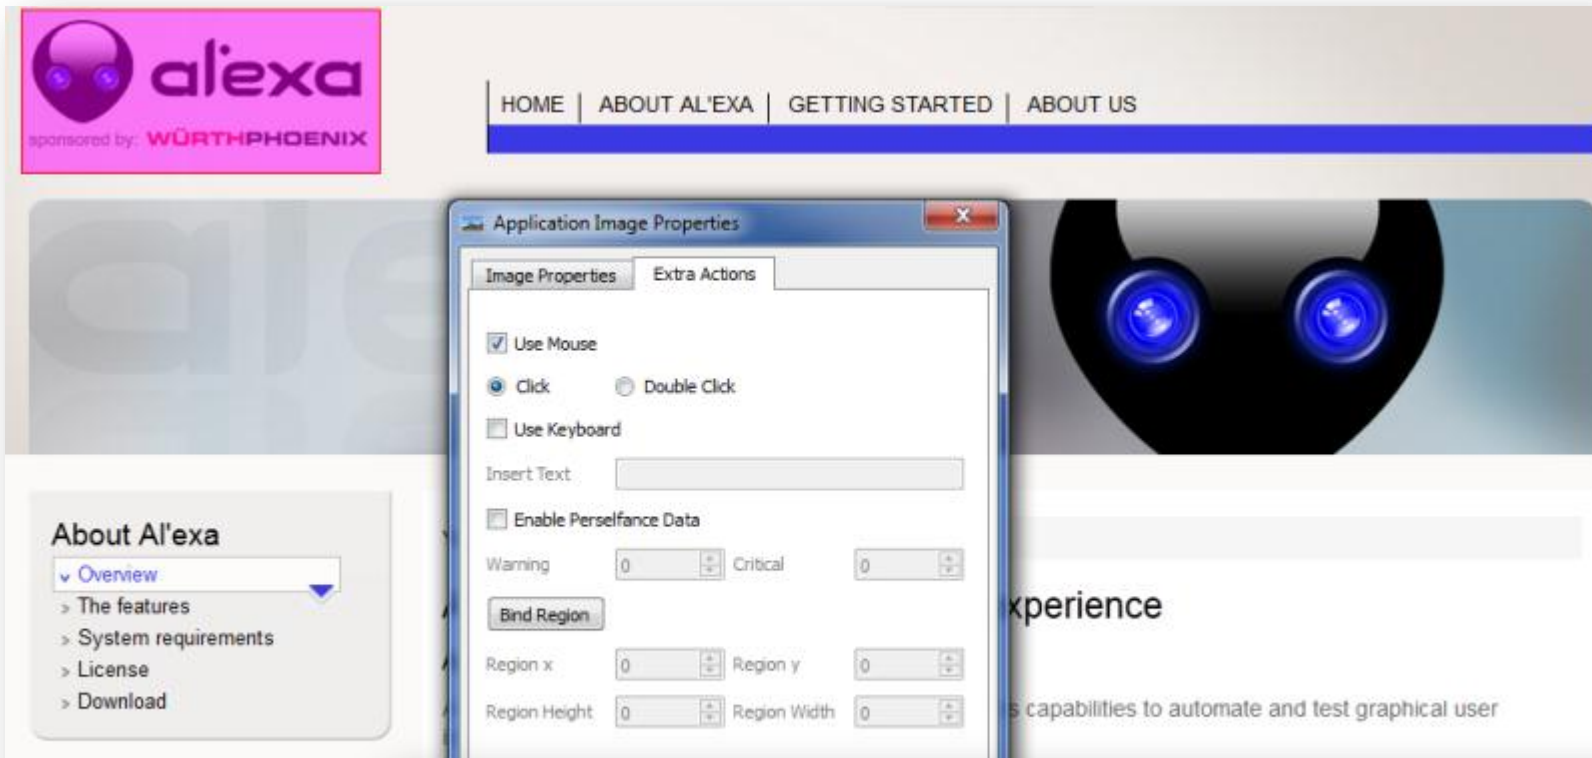 al'exa
sponsored by: WÜRTHPHOENIX
HOME | ABOUT AL'EXA | GETTING STARTED | ABOUT US
Application Image Properties
Image Properties
Extra Actions
Use Mouse
Click
Double Click
Use Keyboard
Insert Text
Enable Perselfance Data
Warning 0 Critical 0
Bind Region
Region x 0 Region y 0
Region Height 0 Region Width 0
About Al'exa
Overview
» The features
» System requirements
» License
» Download
xperience
s capabilities to automate and test graphical user